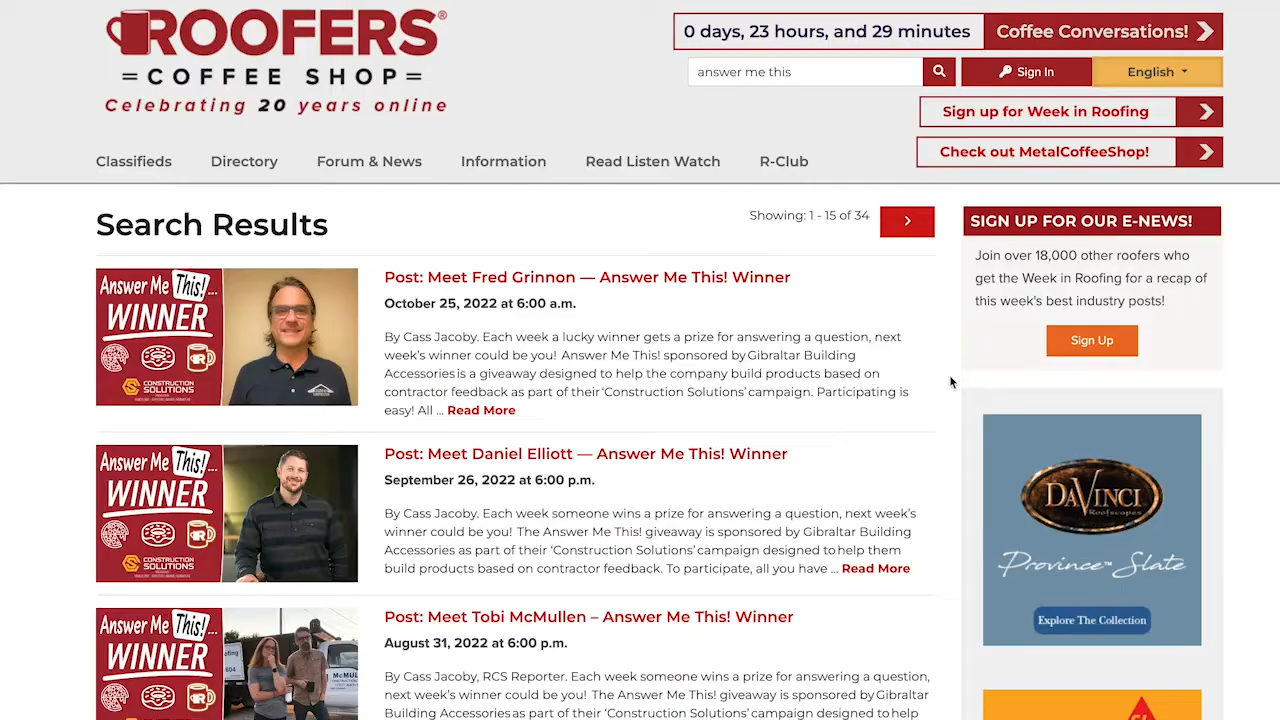 ROOFERS®
COFFEE SHOP
Celebrating 20 years online
0 days, 23 hours, and 29 minutes
Coffee Conversations!
answer me this
Sign In
English
Sign up for Week in Roofing
Check out MetalCoffeeShop!
Classifieds
Directory
Forum & News
Information
Read Listen Watch
R-Club
Search Results
Showing: 1 - 15 of 34
Answer Me This!...
WINNER
CONSTRUCTION
SOLUTIONS
Post: Meet Fred Grinnon — Answer Me This! Winner
October 25, 2022 at 6:00 a.m.
By Cass Jacoby. Each week a lucky winner gets a prize for answering a question, next
week's winner could be you! Answer Me This! sponsored by Gibraltar Building
Accessories is a giveaway designed to help the company build products based on
contractor feedback as part of their 'Construction Solutions' campaign. Participating is
easy! All ... Read More
Answer Me This!...
WINNER
CONSTRUCTION
SOLUTIONS
Post: Meet Daniel Elliott — Answer Me This! Winner
September 26, 2022 at 6:00 p.m.
By Cass Jacoby. Each week someone wins a prize for answering a question, next week's
winner could be you! The Answer Me This! giveaway is sponsored by Gibraltar Building
Accessories as part of their 'Construction Solutions' campaign designed to help them
build products based on contractor feedback. To participate, all you have ... Read More
Answer Me This!...
WINNER
604
McMUL
Post: Meet Tobi McMullen – Answer Me This! Winner
August 31, 2022 at 6:00 p.m.
By Cass Jacoby, RCS Reporter. Each week someone wins a prize for answering a question,
next week's winner could be you! The Answer Me This! giveaway is sponsored by Gibraltar
Building Accessories as part of their 'Construction Solutions' campaign designed to help
SIGN UP FOR OUR E-NEWS!
Join over 18,000 other roofers who
get the Week in Roofing for a recap of
this week's best industry posts!
Sign Up
DAVINCI
Roofscapes
Province™ Slate
Explore The Collection